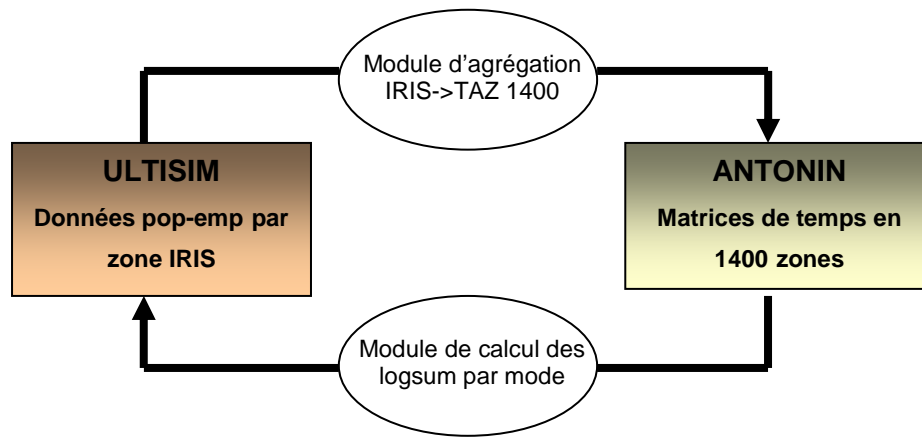 Module d’agrégation
IRIS->TAZ 1400
ULTISIM
Données pop-emp par
zone IRIS
ANTONIN
Matrices de temps en
1400 zones
Module de calcul des
logsum par mode